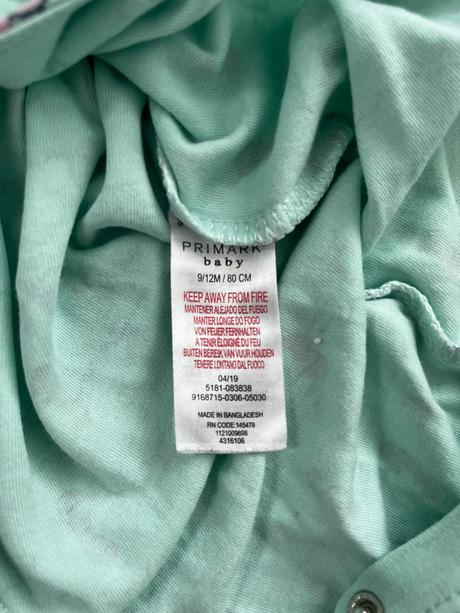 PRIMARK
baby
9/12M / 80 CM
KEEP AWAY FROM FIRE
MANTENER ALEJADO DEL FUEGO
MANTER LONGE DO FOGO
VON FEUER FERNHALTEN
A TENIR ÉLOIGNÉ DU FEU
BUITEN BEREIK VAN VUUR HOUDEN
TENERE LONTANO DAL FUOCO
04/19
5181-083838
9168715-0306-05030
MADE IN BANGLADESH
RN CODE:145478
1121009698
4316106